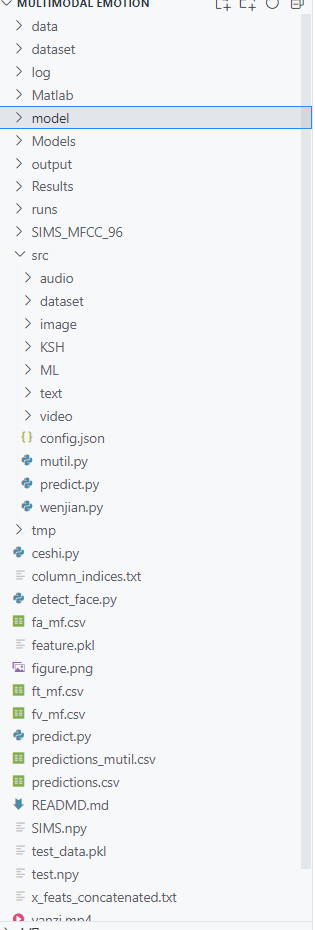 MULTIMODAL EMOTION
data
dataset
log
Matlab
model
Models
output
Results
runs
SIMS_MFCC_96
src
audio
dataset
image
KSH
ML
text
video
{} config.json
mutil.py
predict.py
wenjian.py
tmp
ceshi.py
column_indices.txt
detect_face.py
fa_mf.csv
feature.pkl
figure.png
ft_mf.csv
fv_mf.csv
predict.py
predictions_mutil.csv
predictions.csv
READMD.md
SIMS.npy
test_data.pkl
test.npy
x_feats_concatenated.txt
yanzi.mp4